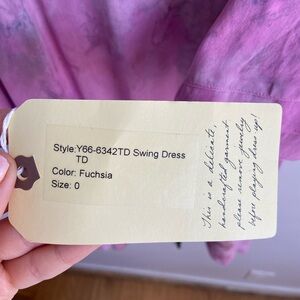 Style:Y66-6342TD Swing Dress
TD
Color: Fuchsia
Size: 0
This is a delicate,
handcrafted garment
please remove jewelry
before playing dress up!